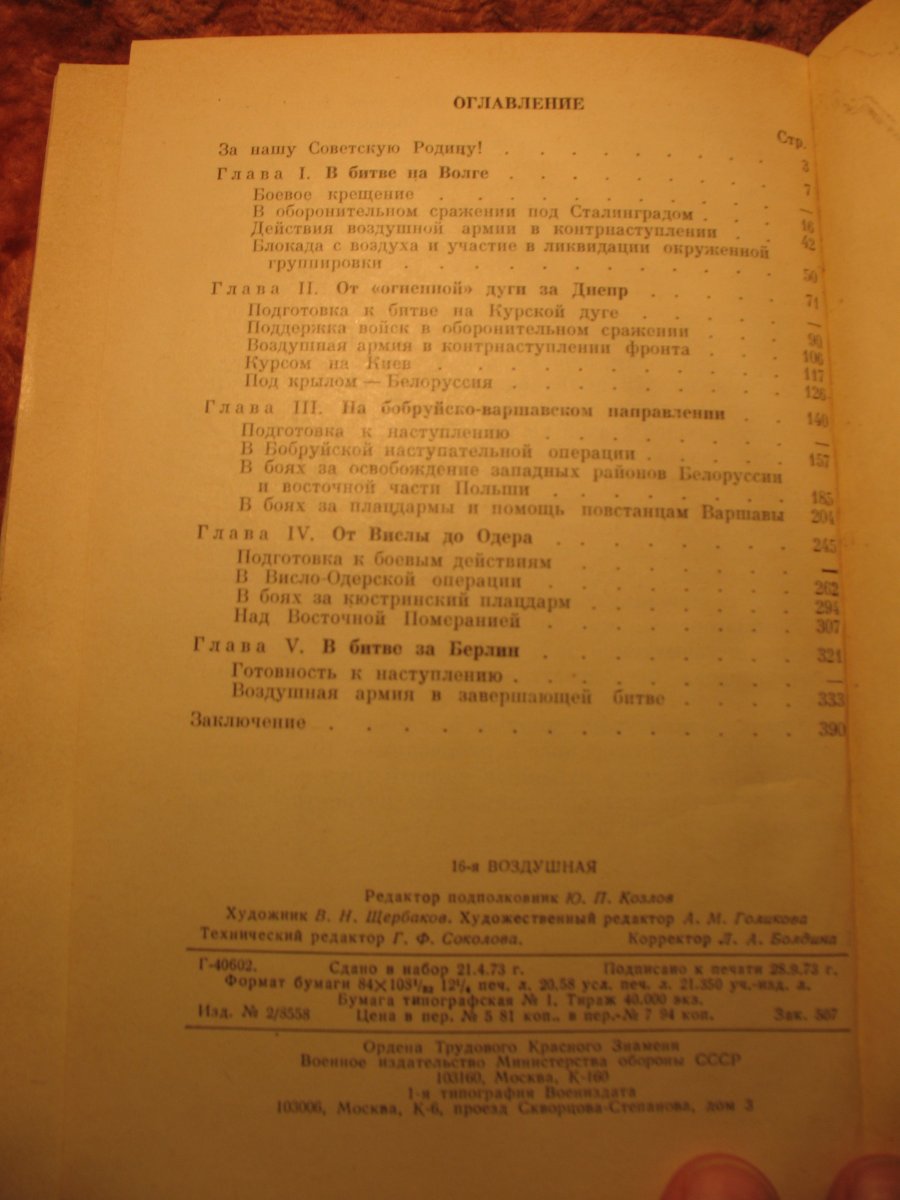 ОГЛАВЛЕНИЕ
Стр.
За нашу Советскую Родину! . . . . . . . . . 3
Глава I. В битве на Волге . . . . . . . . . 7
Боевое крещение . . . . . . . . . —
В оборонительном сражении под Сталинградом . . . 16
Действия воздушной армии в контрнаступлении . . 42
Блокада с воздуха и участие в ликвидации окруженной
группировки . . . . . . . . . . 50
Глава II. От «огненной» дуги за Днепр . . . . . 71
Подготовка к битве на Курской дуге . . . . . —
Поддержка войск в оборонительном сражении . . . 90
Воздушная армия в контрнаступлении фронта . . . 106
Курсом на Киев . . . . . . . . . 117
Под крылом — Белоруссия . . . . . . . 126
Глава III. На бобруйско-варшавском направлении . . 140
Подготовка к наступлению . . . . . . . —
В Бобруйской наступательной операции . . . . 157
В боях за освобождение западных районов Белоруссии
и восточной части Польши . . . . . . . 185
В боях за плацдармы и помощь повстанцам Варшавы 204
Глава IV. От Вислы до Одера . . . . . . . 245
Подготовка к боевым действиям . . . . . . —
В Висло-Одерской операции . . . . . . . 262
В боях за кюстринский плацдарм . . . . . . 294
Над Восточной Померанией . . . . . . . 307
Глава V. В битве за Берлин . . . . . . . 321
Готовность к наступлению . . . . . . . —
Воздушная армия в завершающей битве . . . . 333
Заключение . . . . . . . . . . . . . 390
16-я ВОЗДУШНАЯ
Редактор подполковник Ю. П. Козлов
Художник В. Н. Щербаков. Художественный редактор А. М. Голикова
Технический редактор Г. Ф. Соколова. Корректор Л. А. Болдина
Г-40602. Сдано в набор 21.4.73 г. Подписано к печати 28.9.73 г.
Формат бумаги 84×108 1/32 12 1/4 печ. л. 20,58 усл. печ. л. 21,350 уч.-изд. л.
Бумага типографская № 1. Тираж 40.000 экз.
Изд. № 2/8558 Цена в пер. № 5 81 коп., в пер. № 7 94 коп. Зак. 587
Ордена Трудового Красного Знамени
Военное издательство Министерства обороны СССР
103160, Москва, К-160
1-я типография Воениздата
103006, Москва, К-6, проезд Скворцова-Степанова, дом 3